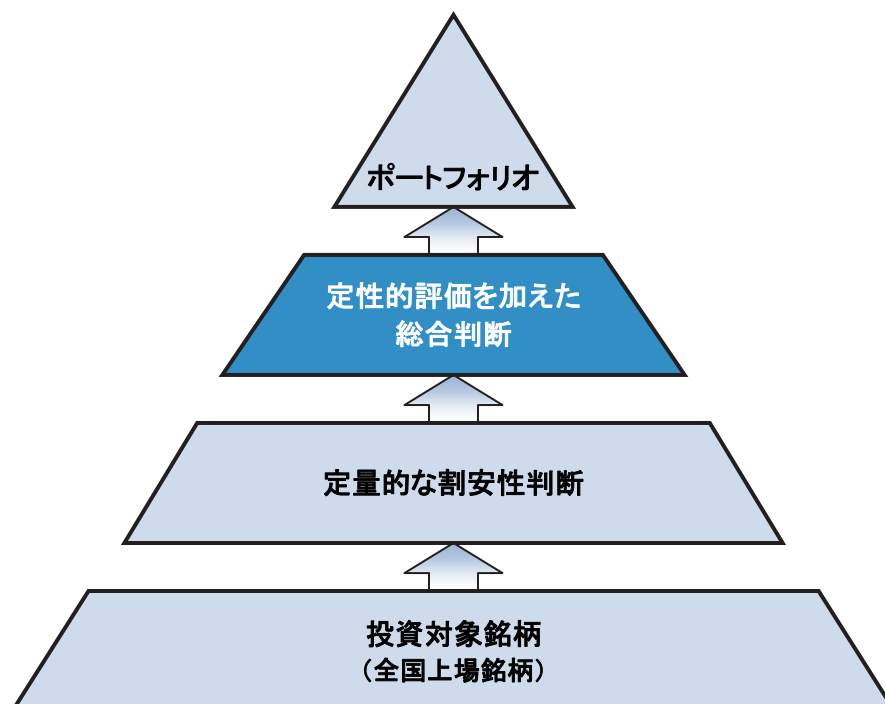 ポートフォリオ
定性的評価を加えた
総合判断
定量的な割安性判断
投資対象銘柄
（全国上場銘柄）